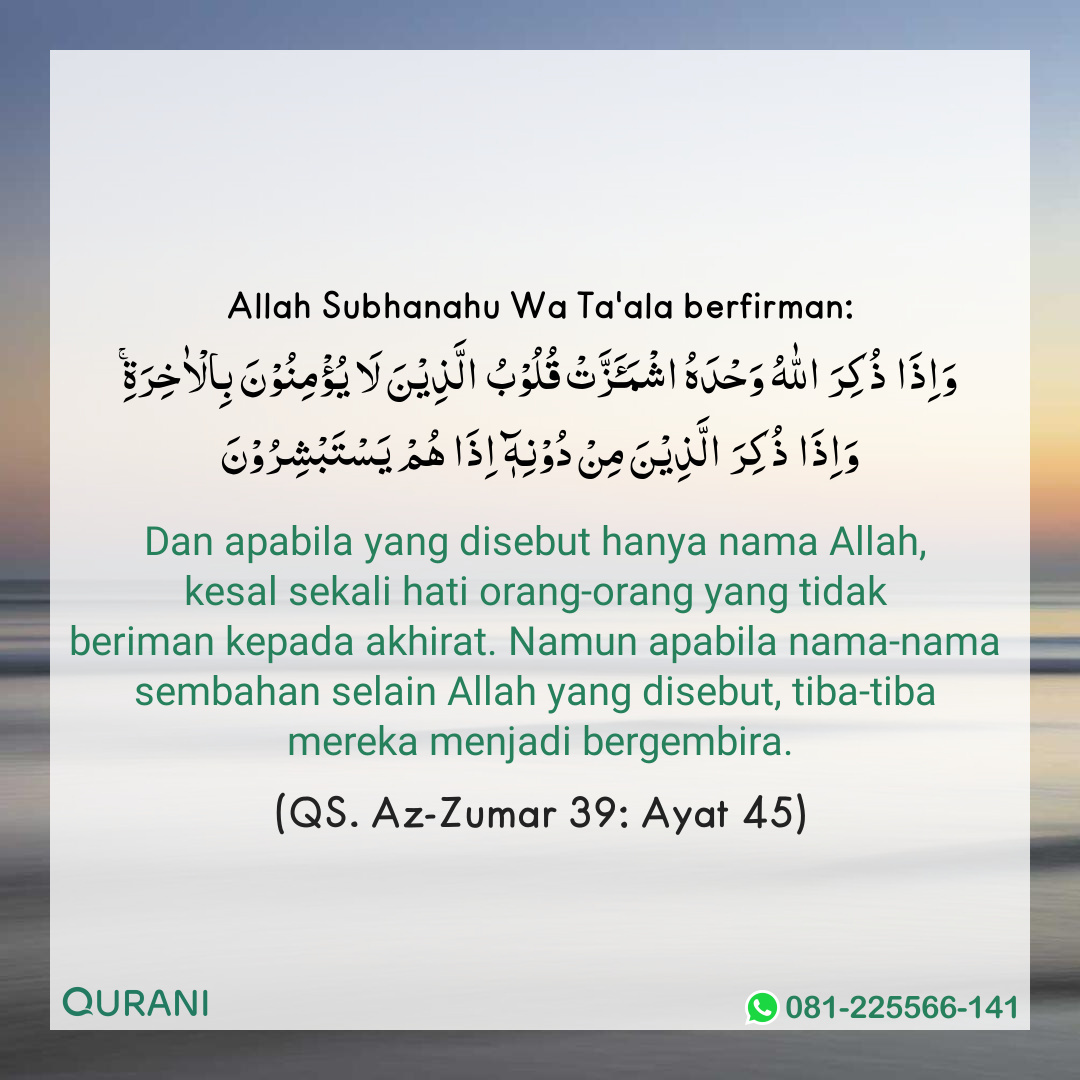 Allah Subhanahu Wa Ta'ala berfirman:
وَاِذَا ذُكِرَ اللّٰهُ وَحْدَهُ اشْمَـَٔزَّتْ قُلُوْبُ الَّذِيْنَ لَا يُؤْمِنُوْنَ بِالْاٰخِرَةِۚ
وَاِذَا ذُكِرَ الَّذِيْنَ مِنْ دُوْنِهٖٓ اِذَا هُمْ يَسْتَبْشِرُوْنَ
Dan apabila yang disebut hanya nama Allah,
kesal sekali hati orang-orang yang tidak
beriman kepada akhirat. Namun apabila nama-nama
sembahan selain Allah yang disebut, tiba-tiba
mereka menjadi bergembira.
(QS. Az-Zumar 39: Ayat 45)
QURANI
081-225566-141